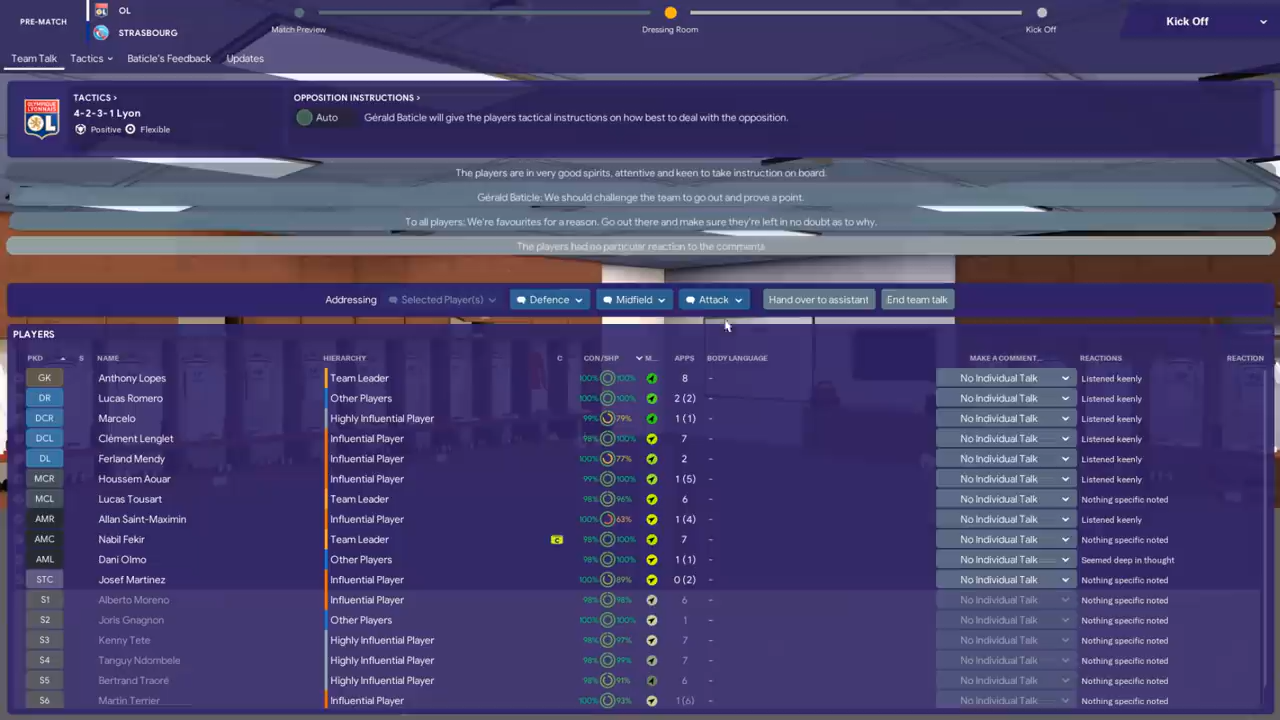 PRE-MATCH
OL
STRASBOURG
Match Preview
Dressing Room
Kick Off
Kick Off
Team Talk Tactics Baticle's Feedback Updates
OLYMPIQUE LYONNAIS
OL
TACTICS >
4-2-3-1 Lyon
Positive Flexible
OPPOSITION INSTRUCTIONS >
Auto Gérald Baticle will give the players tactical instructions on how best to deal with the opposition.
The players are in very good spirits, attentive and keen to take instruction on board.
Gérald Baticle: We should challenge the team to go out and prove a point.
To all players: We're favourites for a reason. Go out there and make sure they're left in no doubt as to why.
The players had no particular reaction to the comments
Addressing Selected Player(s) Defence Midfield Attack Hand over to assistant End team talk
PLAYERS
PKD S NAME HIERARCHY C CON/SHP M... APPS BODY LANGUAGE MAKE A COMMENT... REACTIONS REACTION
GK Anthony Lopes Team Leader 100% 100% 8 - No Individual Talk Listened keenly
DR Lucas Romero Other Players 100% 100% 2 (2) - No Individual Talk Listened keenly
DCR Marcelo Highly Influential Player 99% 79% 1 (1) - No Individual Talk Listened keenly
DCL Clément Lenglet Influential Player 98% 100% 7 - No Individual Talk Listened keenly
DL Ferland Mendy Influential Player 100% 77% 2 - No Individual Talk Listened keenly
MCR Houssem Aouar Influential Player 99% 100% 1 (5) - No Individual Talk Listened keenly
MCL Lucas Tousart Team Leader 98% 96% 6 - No Individual Talk Nothing specific noted
AMR Allan Saint-Maximin Influential Player 100% 63% 1 (4) - No Individual Talk Listened keenly
AMC Nabil Fekir Team Leader C 98% 100% 7 - No Individual Talk Nothing specific noted
AML Dani Olmo Other Players 98% 100% 1 (1) - No Individual Talk Seemed deep in thought
STC Josef Martinez Influential Player 100% 89% 0 (2) - No Individual Talk Nothing specific noted
S1 Alberto Moreno Influential Player 98% 98% 6 - No Individual Talk Nothing specific noted
S2 Joris Gnagnon Other Players 100% 100% 1 - No Individual Talk Nothing specific noted
S3 Kenny Tete Highly Influential Player 98% 97% 7 - No Individual Talk Nothing specific noted
S4 Tanguy Ndombele Highly Influential Player 98% 99% 7 - No Individual Talk Nothing specific noted
S5 Bertrand Traoré Highly Influential Player 98% 91% 6 - No Individual Talk Nothing specific noted
S6 Martin Terrier Influential Player 100% 93% 1 (6) - No Individual Talk Nothing specific noted